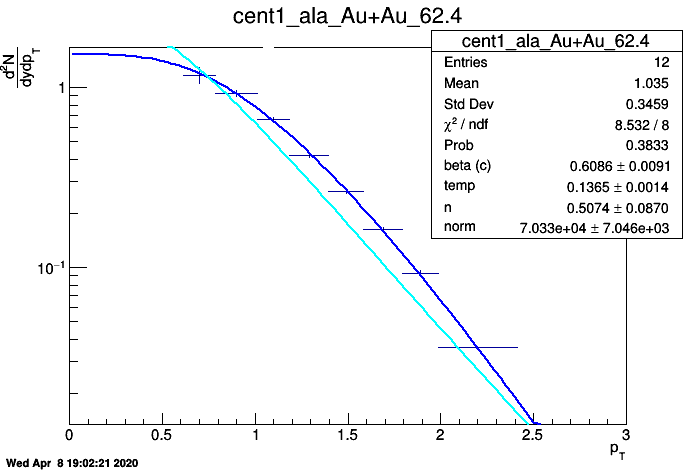 cent1_ala_Au+Au_62.4
d²N
dydp_T
cent1_ala_Au+Au_62.4
Entries 12
Mean 1.035
Std Dev 0.3459
χ² / ndf 8.532 / 8
Prob 0.3833
beta (c) 0.6086 ± 0.0091
temp 0.1365 ± 0.0014
n 0.5074 ± 0.0870
norm 7.033e+04 ± 7.046e+03
1
10⁻¹
0 0.5 1 1.5 2 2.5 3
p_T
Wed Apr 8 19:02:21 2020